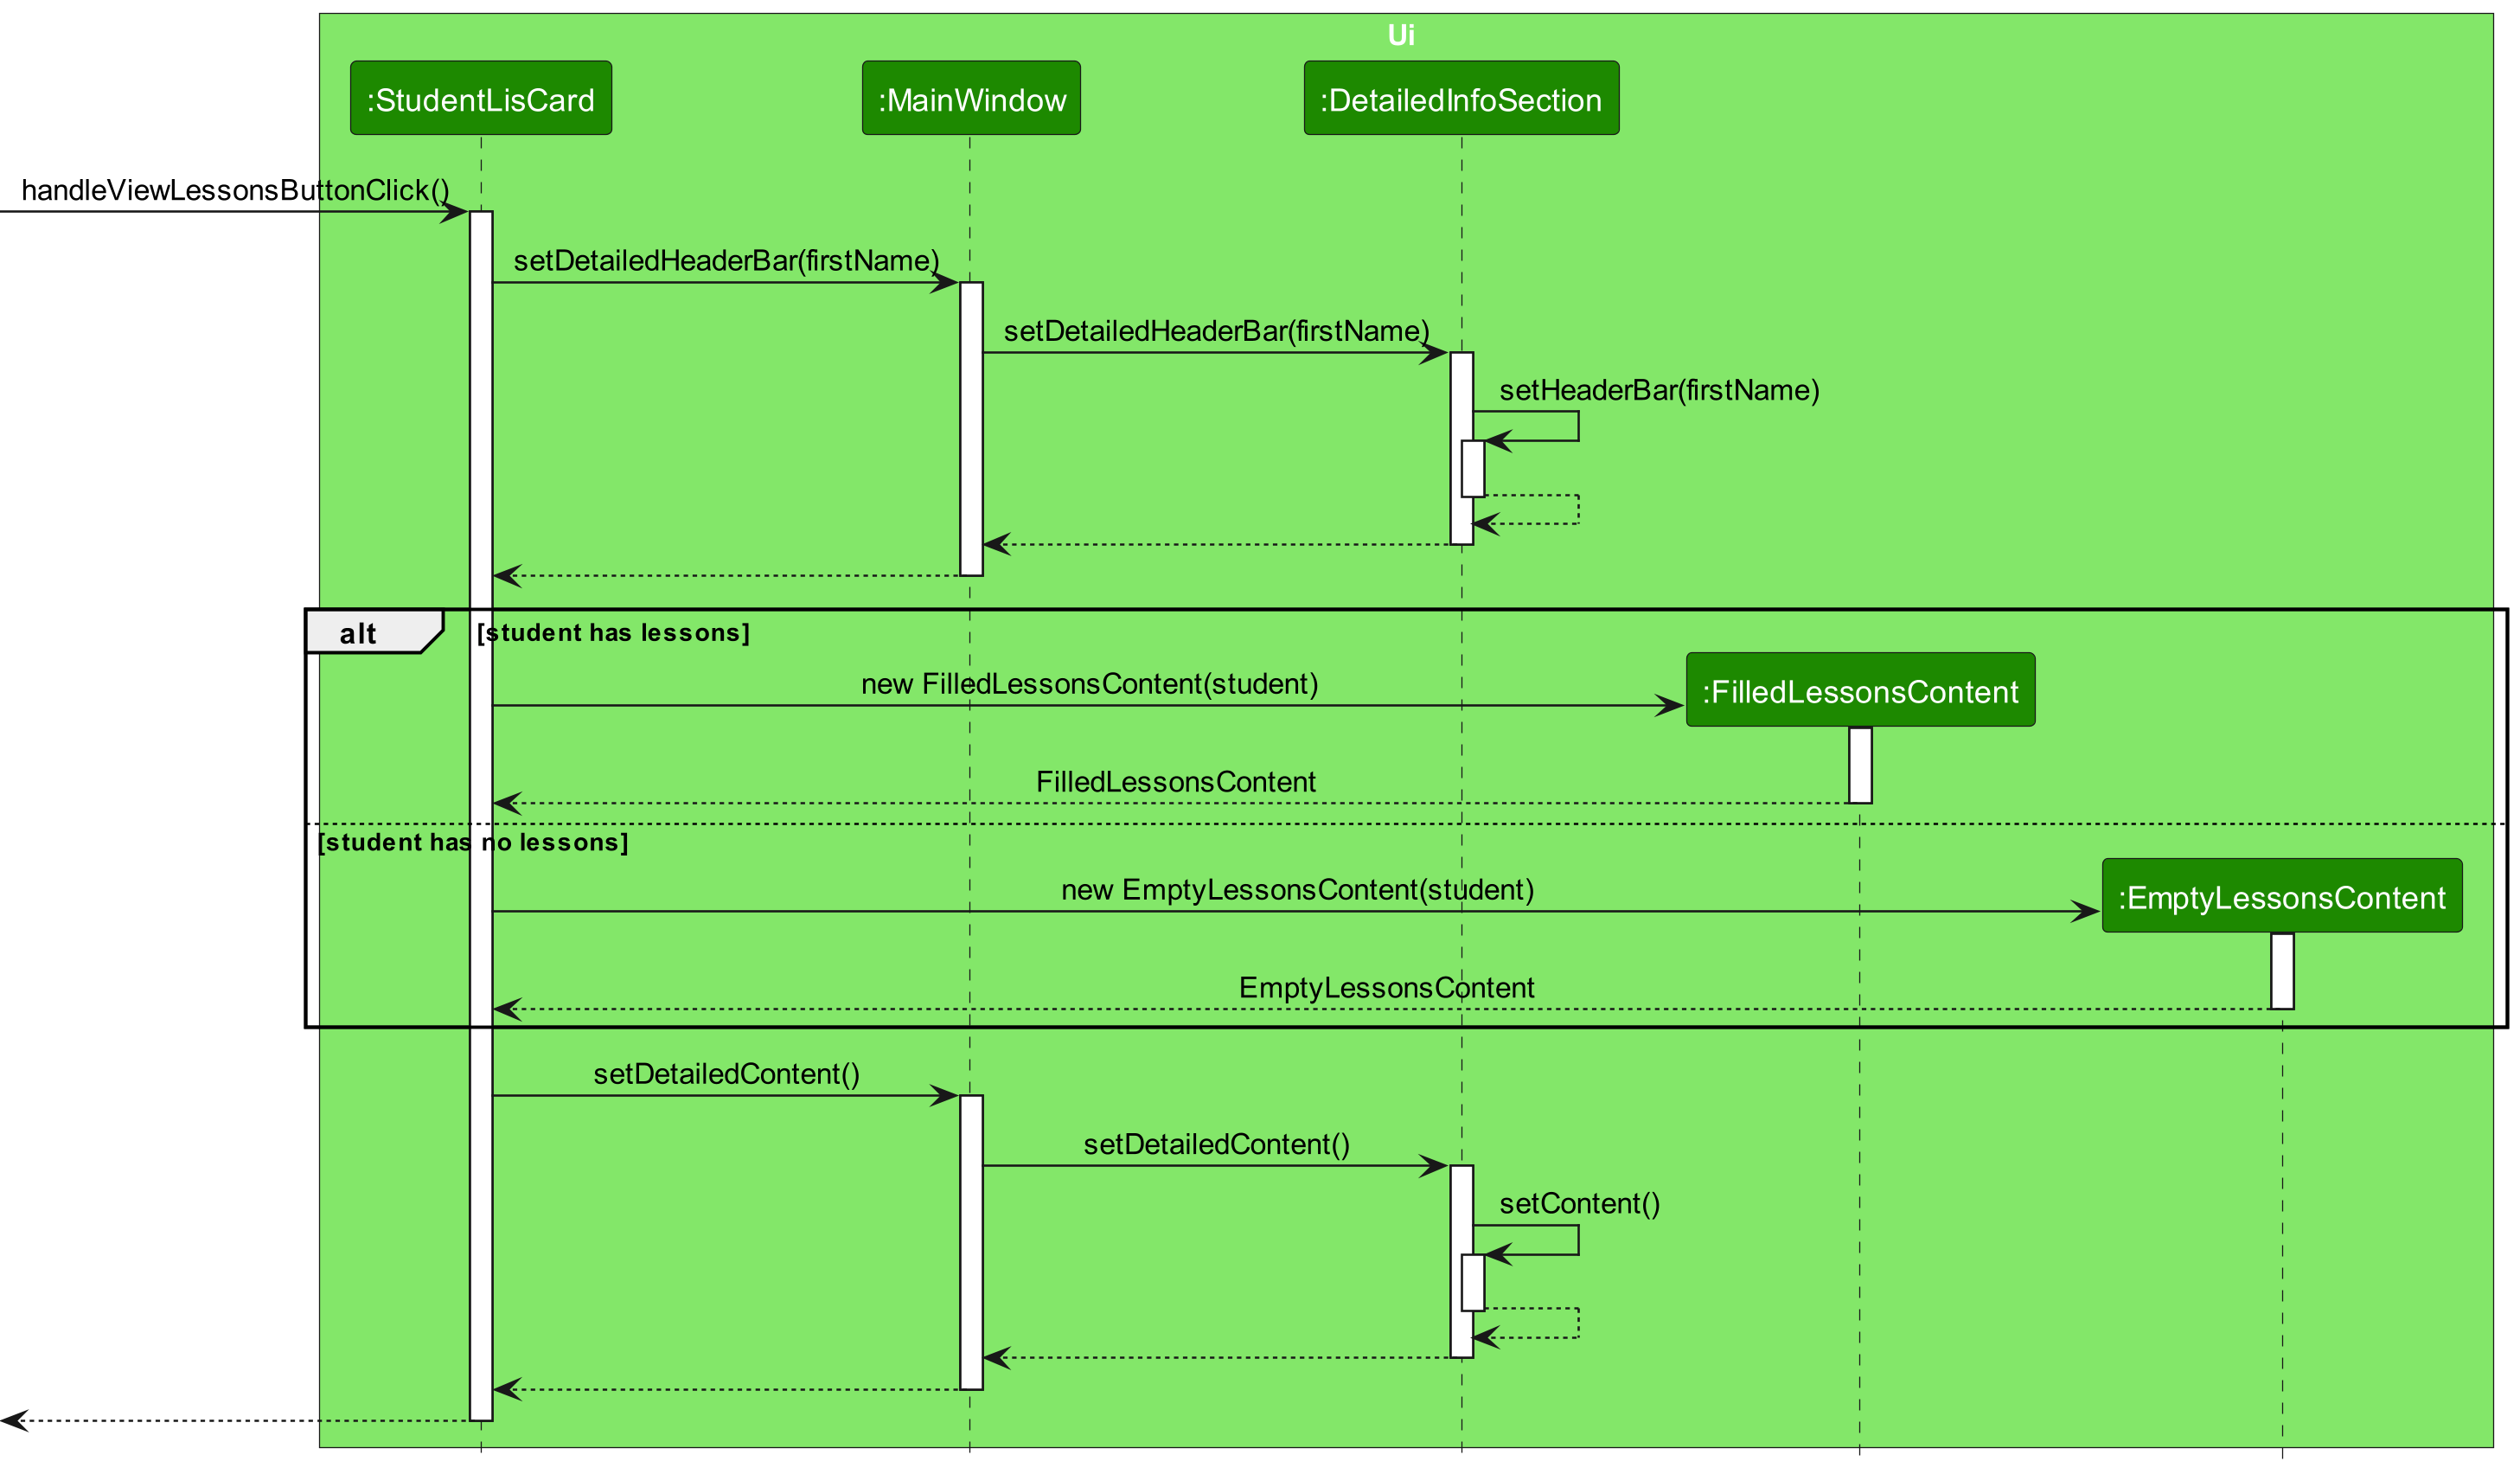 Ui
:StudentLisCard
:MainWindow
:DetailedInfoSection
handleViewLessonsButtonClick()
setDetailedHeaderBar(firstName)
setDetailedHeaderBar(firstName)
setHeaderBar(firstName)
alt
[student has lessons]
new FilledLessonsContent(student)
:FilledLessonsContent
FilledLessonsContent
[student has no lessons]
new EmptyLessonsContent(student)
:EmptyLessonsContent
EmptyLessonsContent
setDetailedContent()
setDetailedContent()
setContent()